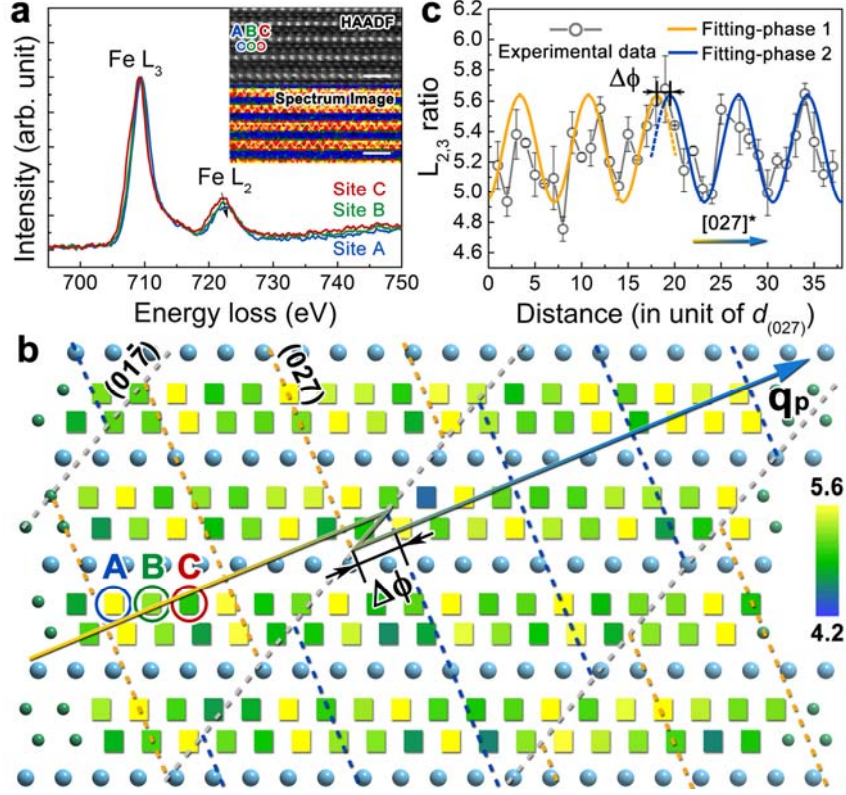 a
Intensity (arb. unit)
Fe L3
Fe L2
HAADF
A B C
Spectrum Image
Site C
Site B
Site A
700 710 720 730 740 750
Energy loss (eV)
c
L2,3 ratio
6.2
6.0
5.8
5.6
5.4
5.2
5.0
4.8
4.6
Experimental data
Fitting-phase 1
Fitting-phase 2
Δϕ
[027]*
0 5 10 15 20 25 30 35
Distance (in unit of d(027))
b
(017̄)
(027)
qp
A B C
Δϕ
5.6
4.2